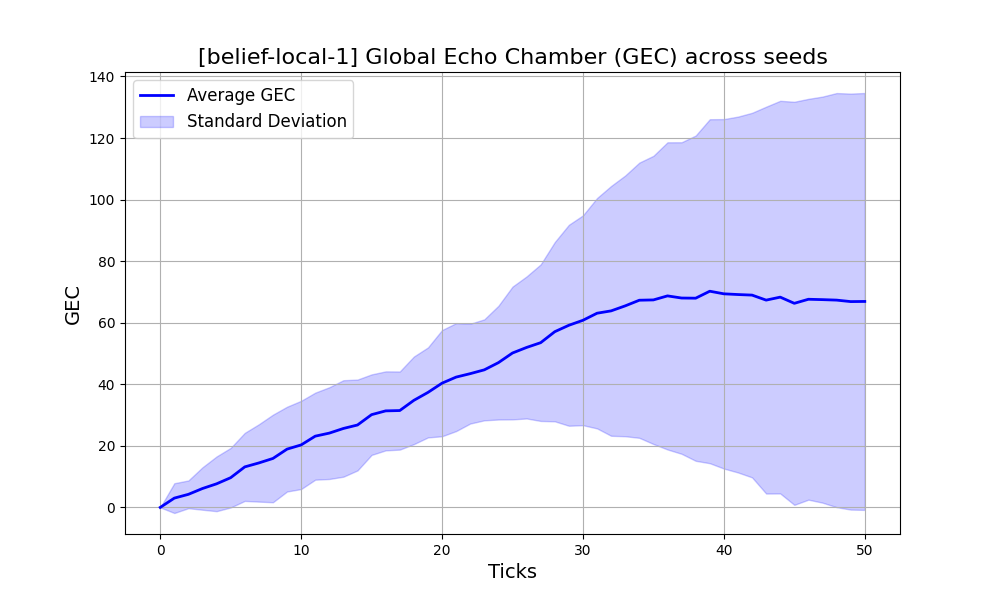 [belief-local-1] Global Echo Chamber (GEC) across seeds
Average GEC
Standard Deviation
140
120
100
80
60
40
20
0
GEC
0 10 20 30 40 50
Ticks